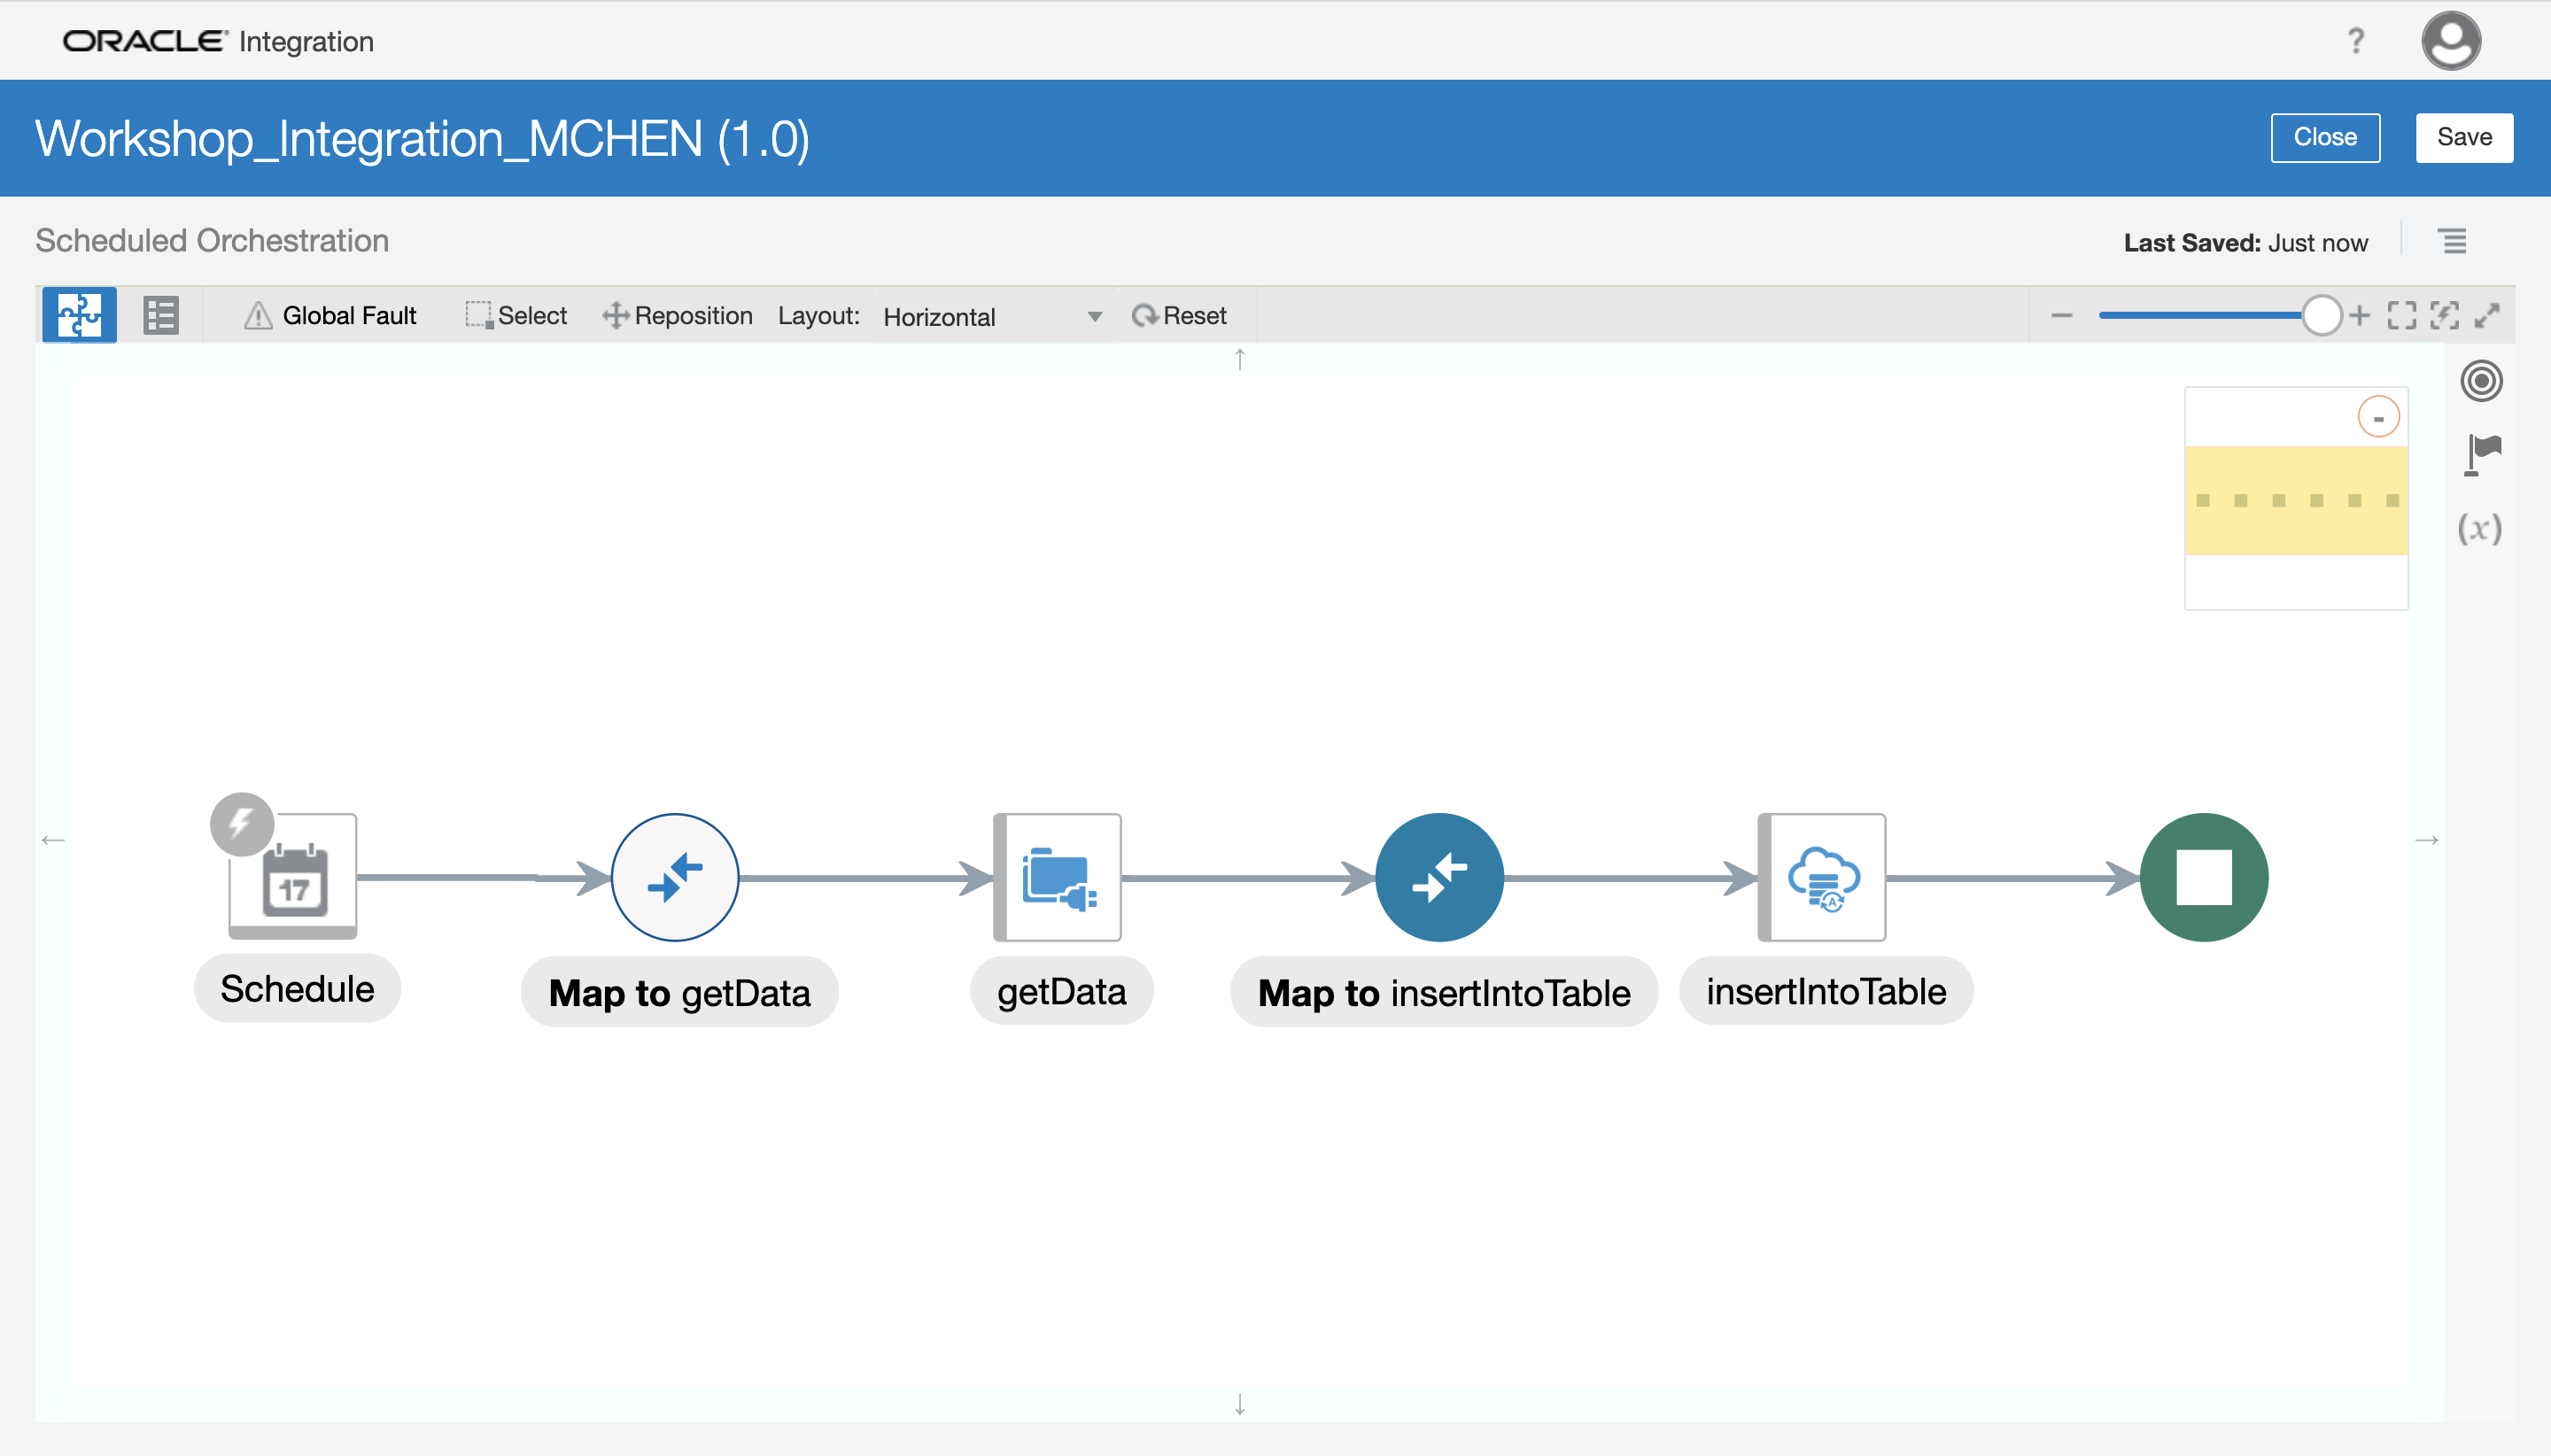 ORACLE Integration
?
Workshop_Integration_MCHEN (1.0)
Close
Save
Scheduled Orchestration
Last Saved: Just now
Global Fault
Select
Reposition
Layout:
Horizontal
Reset
-
(x)
17
A
Schedule
Map to getData
getData
Map to insertIntoTable
insertIntoTable